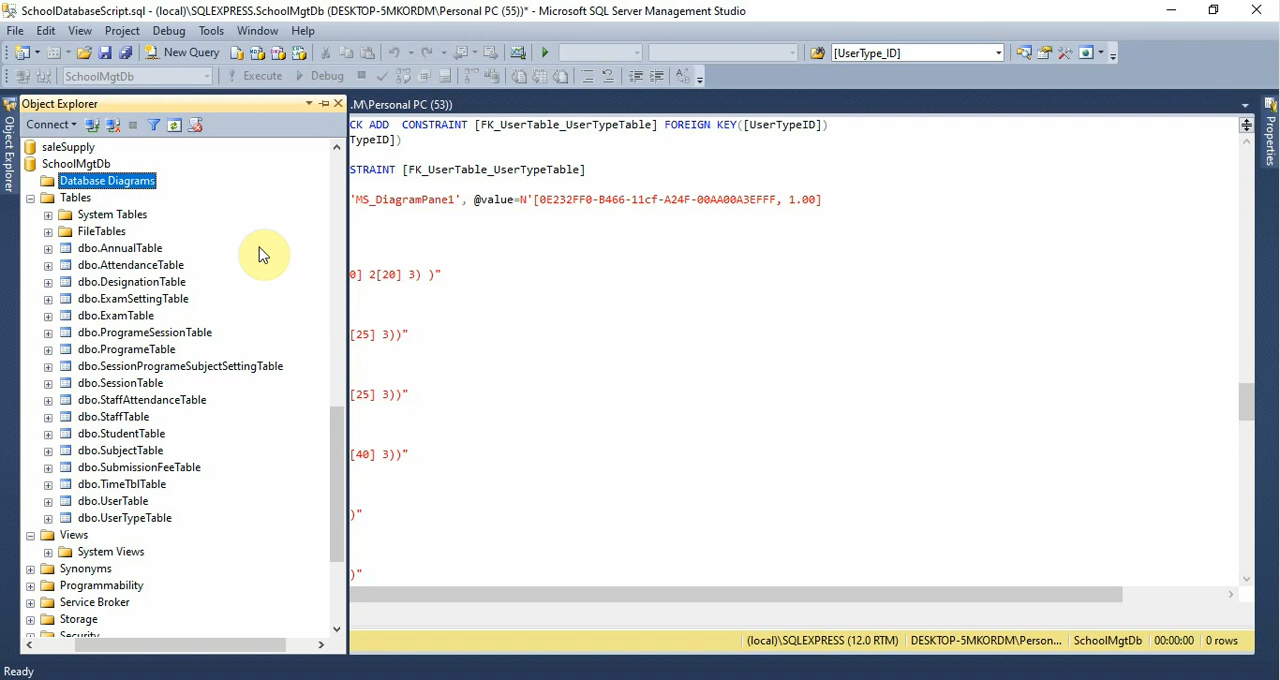 SchoolDatabaseScript.sql - (local)\SQLEXPRESS.SchoolMgtDb (DESKTOP-5MKORDM\Personal PC (55))* - Microsoft SQL Server Management Studio
File Edit View Project Debug Tools Window Help
New Query [UserType_ID]
SchoolMgtDb Execute Debug
Object Explorer
.M\Personal PC (53))
Connect
saleSupply
SchoolMgtDb
Database Diagrams
Tables
System Tables
FileTables
dbo.AnnualTable
dbo.AttendanceTable
dbo.DesignationTable
dbo.ExamSettingTable
dbo.ExamTable
dbo.ProgrameSessionTable
dbo.ProgrameTable
dbo.SessionProgrameSubjectSettingTable
dbo.SessionTable
dbo.StaffAttendanceTable
dbo.StaffTable
dbo.StudentTable
dbo.SubjectTable
dbo.SubmissionFeeTable
dbo.TimeTblTable
dbo.UserTable
dbo.UserTypeTable
Views
System Views
Synonyms
Programmability
Service Broker
Storage
Security
CK ADD CONSTRAINT [FK_UserTable_UserTypeTable] FOREIGN KEY([UserTypeID])
TypeID])
STRAINT [FK_UserTable_UserTypeTable]
'MS_DiagramPane1', @value=N'[0E232FF0-B466-11cf-A24F-00AA00A3EFFF, 1.00]
0] 2[20] 3) )"
[25] 3))"
[25] 3))"
[40] 3))"
)"
)"
(local)\SQLEXPRESS (12.0 RTM) DESKTOP-5MKORDM\Person... SchoolMgtDb 00:00:00 0 rows
Object Explorer
Properties
Ready